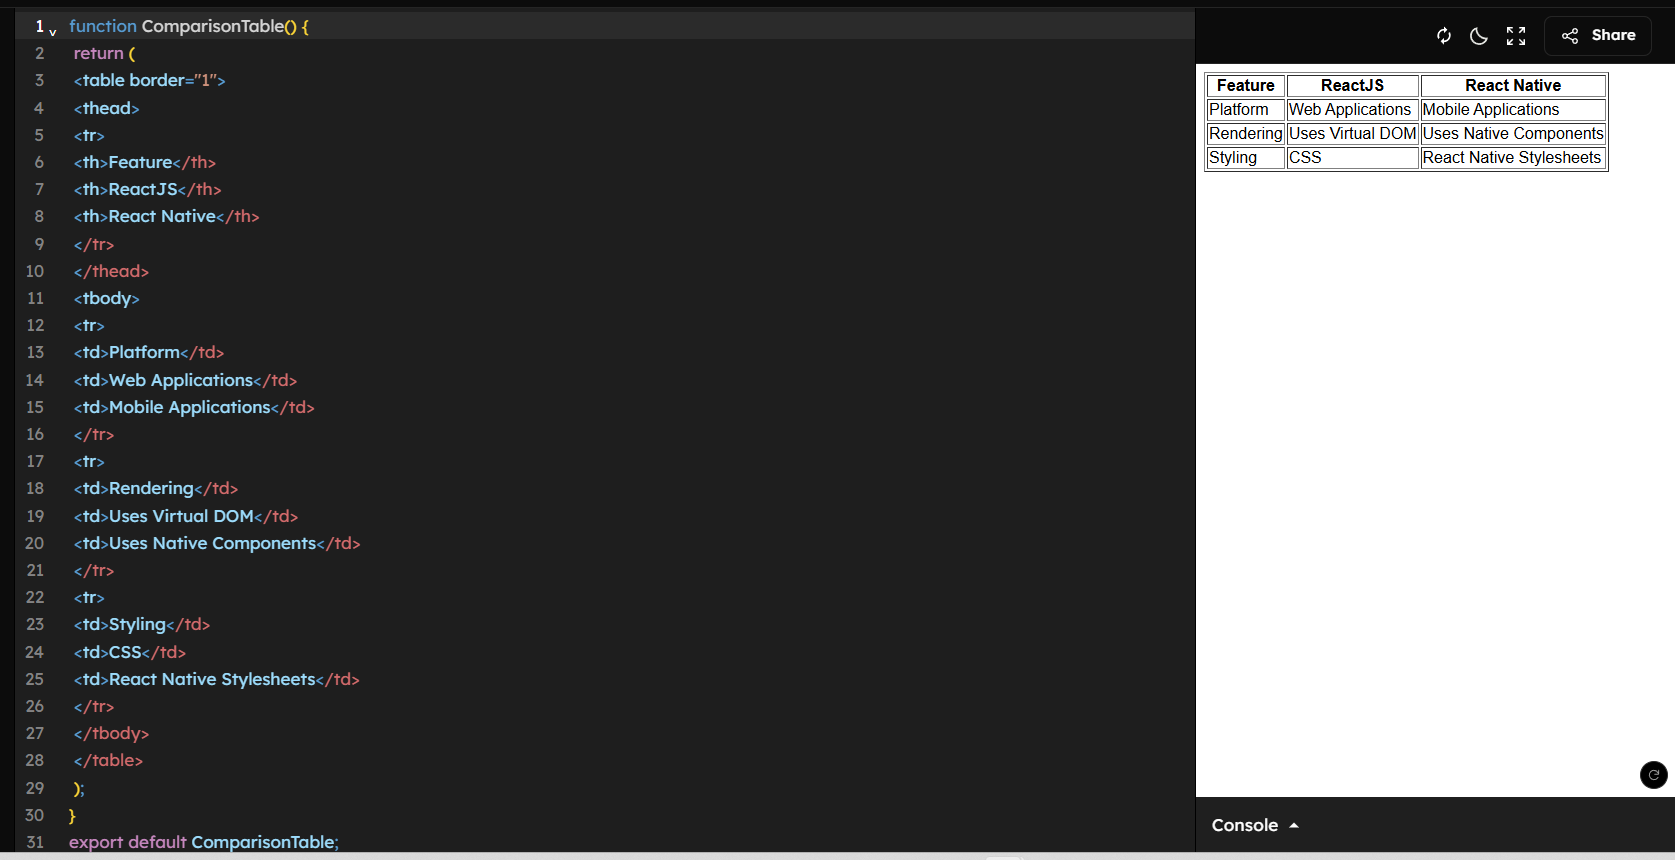 1 function ComparisonTable() {
2 return (
3 <table border="1">
4 <thead>
5 <tr>
6 <th>Feature</th>
7 <th>ReactJS</th>
8 <th>React Native</th>
9 </tr>
10 </thead>
11 <tbody>
12 <tr>
13 <td>Platform</td>
14 <td>Web Applications</td>
15 <td>Mobile Applications</td>
16 </tr>
17 <tr>
18 <td>Rendering</td>
19 <td>Uses Virtual DOM</td>
20 <td>Uses Native Components</td>
21 </tr>
22 <tr>
23 <td>Styling</td>
24 <td>CSS</td>
25 <td>React Native Stylesheets</td>
26 </tr>
27 </tbody>
28 </table>
29 );
30 }
31 export default ComparisonTable;
Share
Feature ReactJS React Native
Platform Web Applications Mobile Applications
Rendering Uses Virtual DOM Uses Native Components
Styling CSS React Native Stylesheets
Console